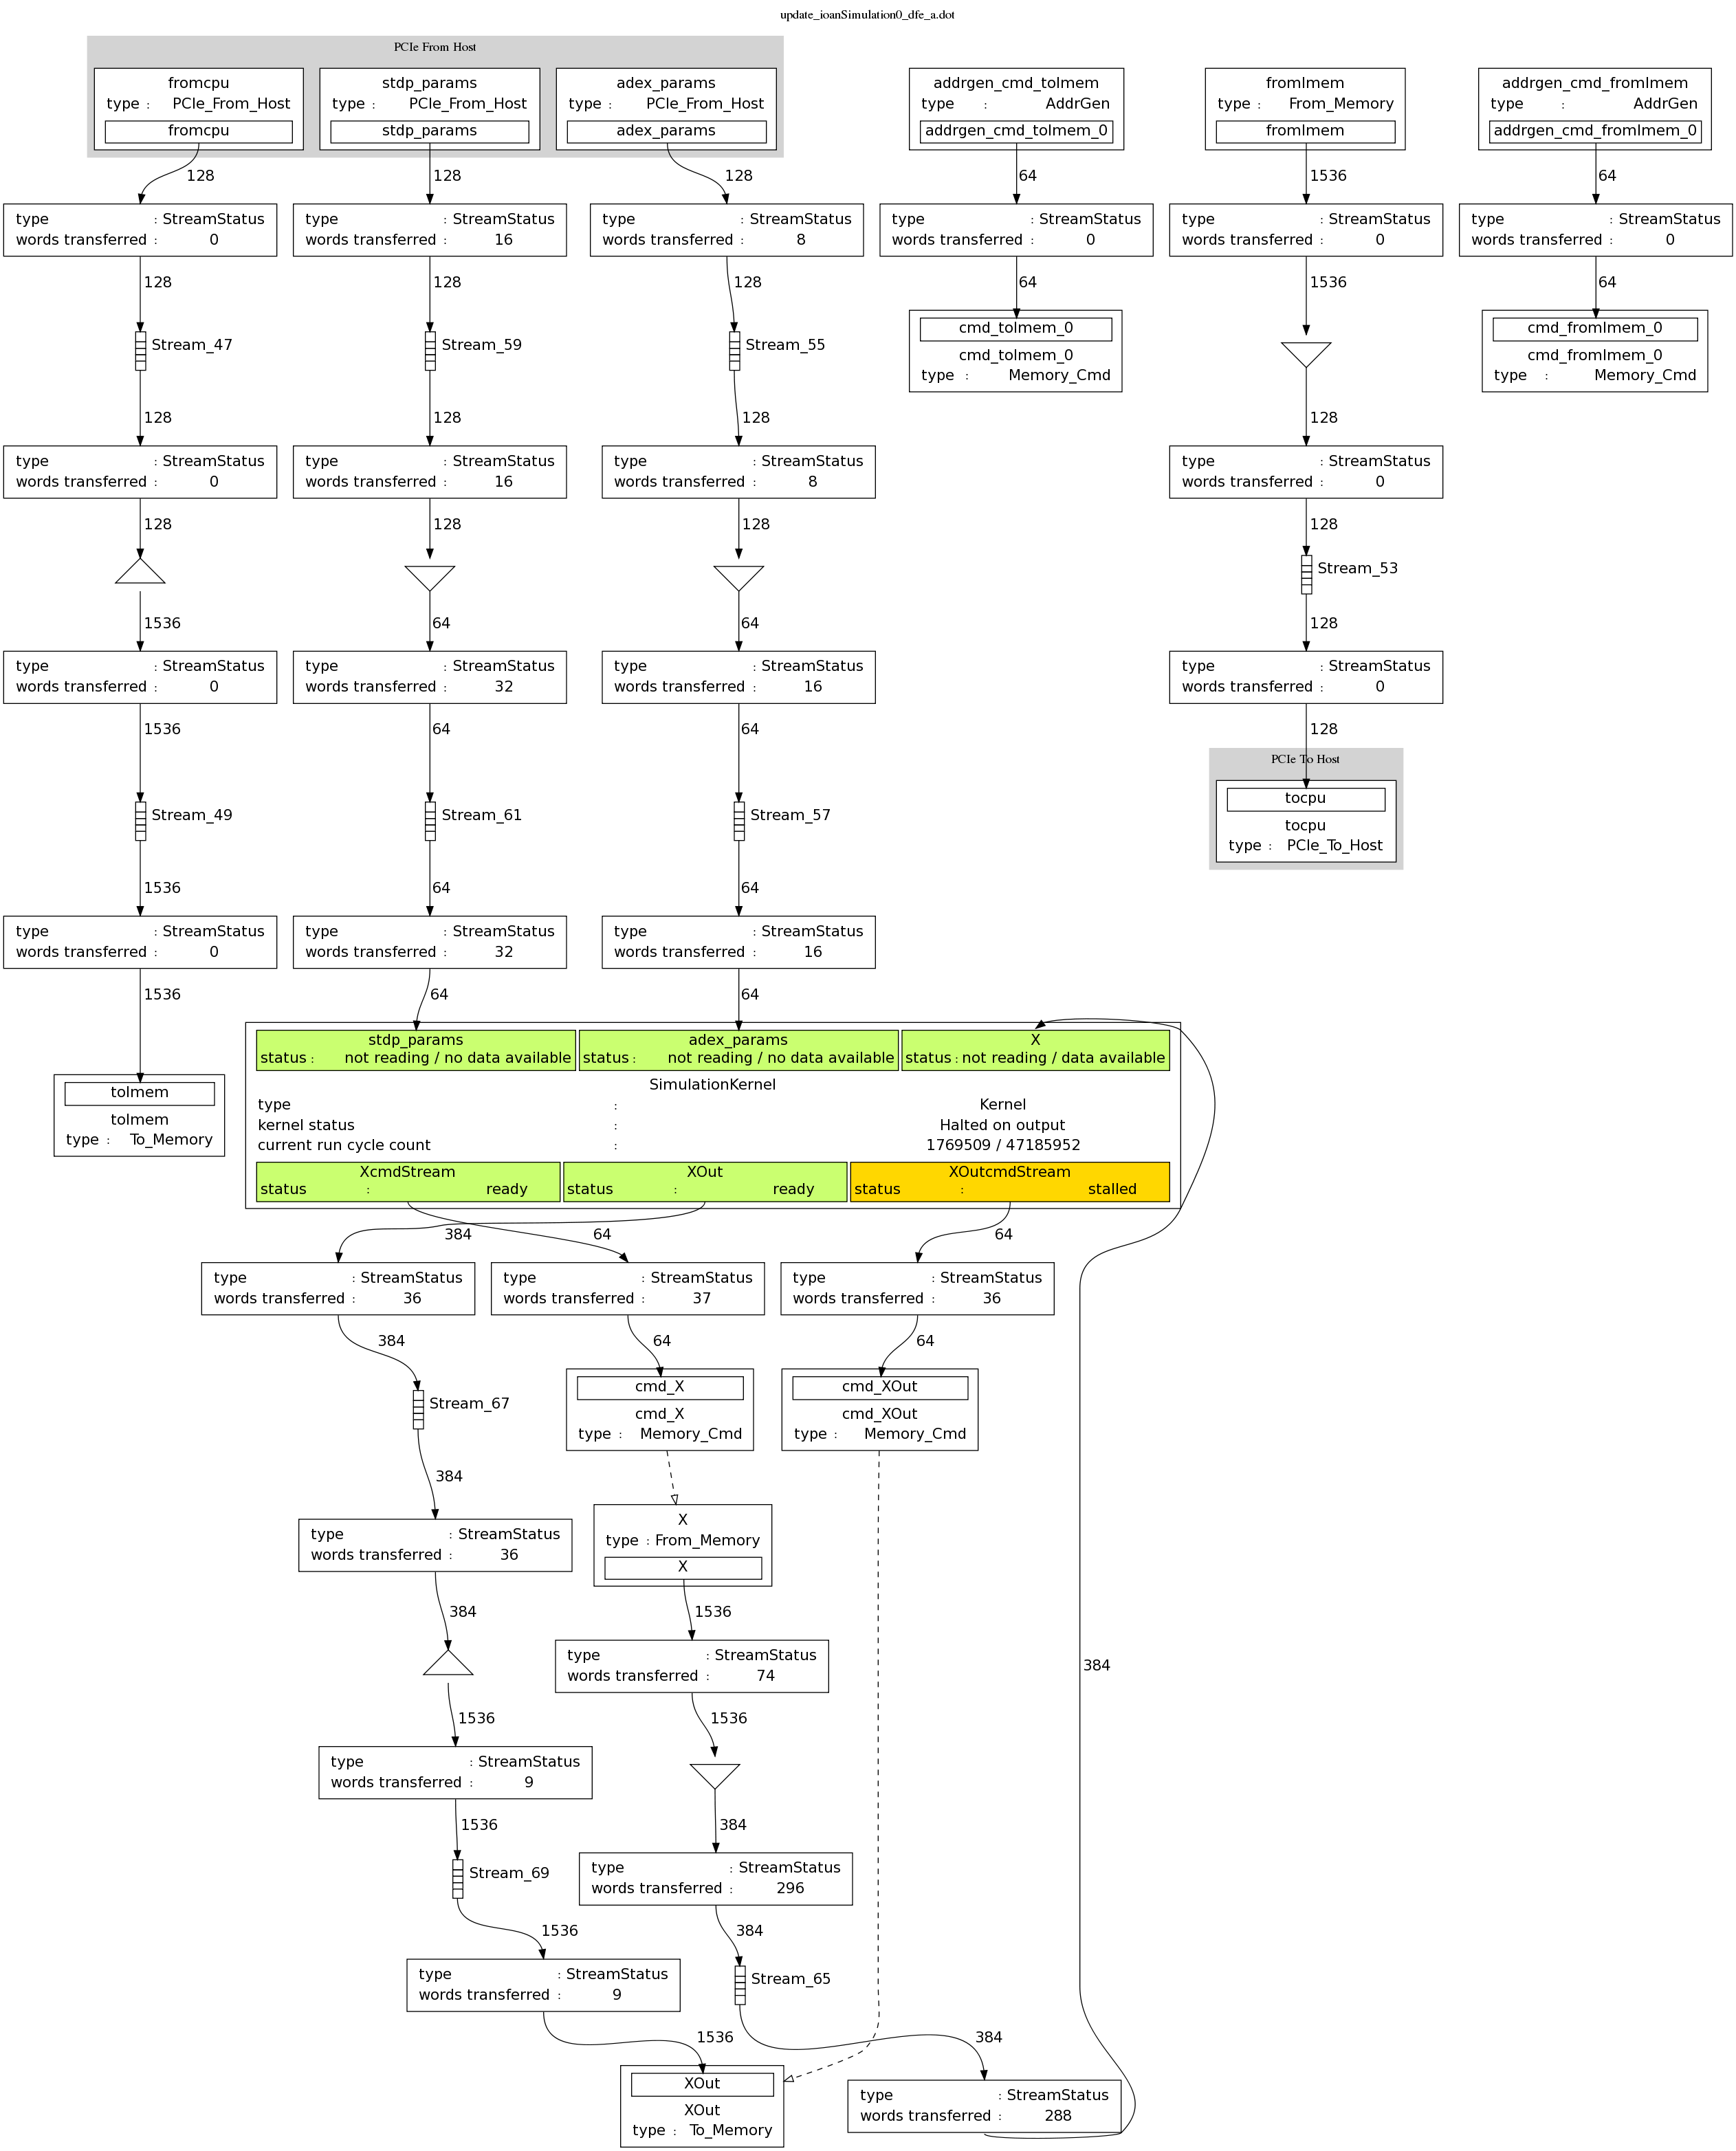 update_ioanSimulation0_dfe_a.dot
PCIe From Host
fromcpu
type : PCIe_From_Host
fromcpu
stdp_params
type : PCIe_From_Host
stdp_params
adex_params
type : PCIe_From_Host
adex_params
addrgen_cmd_tolmem
type : AddrGen
addrgen_cmd_tolmem_0
fromlmem
type : From_Memory
fromlmem
addrgen_cmd_fromlmem
type : AddrGen
addrgen_cmd_fromlmem_0
128
128
128
64
1536
64
type : StreamStatus
words transferred : 0
type : StreamStatus
words transferred : 16
type : StreamStatus
words transferred : 8
type : StreamStatus
words transferred : 0
type : StreamStatus
words transferred : 0
type : StreamStatus
words transferred : 0
128
128
128
64
1536
64
Stream_47
Stream_59
Stream_55
cmd_tolmem_0
cmd_tolmem_0
type : Memory_Cmd
cmd_fromlmem_0
cmd_fromlmem_0
type : Memory_Cmd
128
128
128
128
type : StreamStatus
words transferred : 0
type : StreamStatus
words transferred : 16
type : StreamStatus
words transferred : 8
type : StreamStatus
words transferred : 0
128
128
128
128
Stream_53
1536
64
64
128
type : StreamStatus
words transferred : 0
type : StreamStatus
words transferred : 32
type : StreamStatus
words transferred : 16
type : StreamStatus
words transferred : 0
1536
64
64
128
PCIe To Host
tocpu
tocpu
type : PCIe_To_Host
Stream_49
Stream_61
Stream_57
1536
64
64
type : StreamStatus
words transferred : 0
type : StreamStatus
words transferred : 32
type : StreamStatus
words transferred : 16
1536
64
64
tolmem
tolmem
type : To_Memory
stdp_params
status : not reading / no data available
adex_params
status : not reading / no data available
X
status : not reading / data available
SimulationKernel
type : Kernel
kernel status : Halted on output
current run cycle count : 1769509 / 47185952
XcmdStream
status : ready
XOut
status : ready
XOutcmdStream
status : stalled
384
64
64
type : StreamStatus
words transferred : 36
type : StreamStatus
words transferred : 37
type : StreamStatus
words transferred : 36
384
64
64
Stream_67
cmd_X
cmd_X
type : Memory_Cmd
cmd_XOut
cmd_XOut
type : Memory_Cmd
384
type : StreamStatus
words transferred : 36
X
type : From_Memory
X
384
1536
type : StreamStatus
words transferred : 74
384
1536
1536
type : StreamStatus
words transferred : 9
1536
384
type : StreamStatus
words transferred : 296
Stream_69
1536
384
type : StreamStatus
words transferred : 9
Stream_65
1536
384
XOut
XOut
type : To_Memory
type : StreamStatus
words transferred : 288